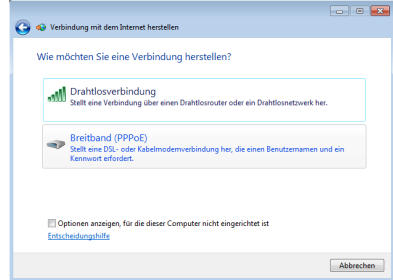 Verbindung mit dem Internet herstellen
Wie möchten Sie eine Verbindung herstellen?
Drahtlosverbindung
Stellt eine Verbindung über einen Drahtlosrouter oder ein Drahtlosnetzwerk her.
Breitband (PPPoE)
Stellt eine DSL- oder Kabelmodemverbindung her, die einen Benutzernamen und ein
Kennwort erfordert.
Optionen anzeigen, für die dieser Computer nicht eingerichtet ist
Entscheidungshilfe
Abbrechen